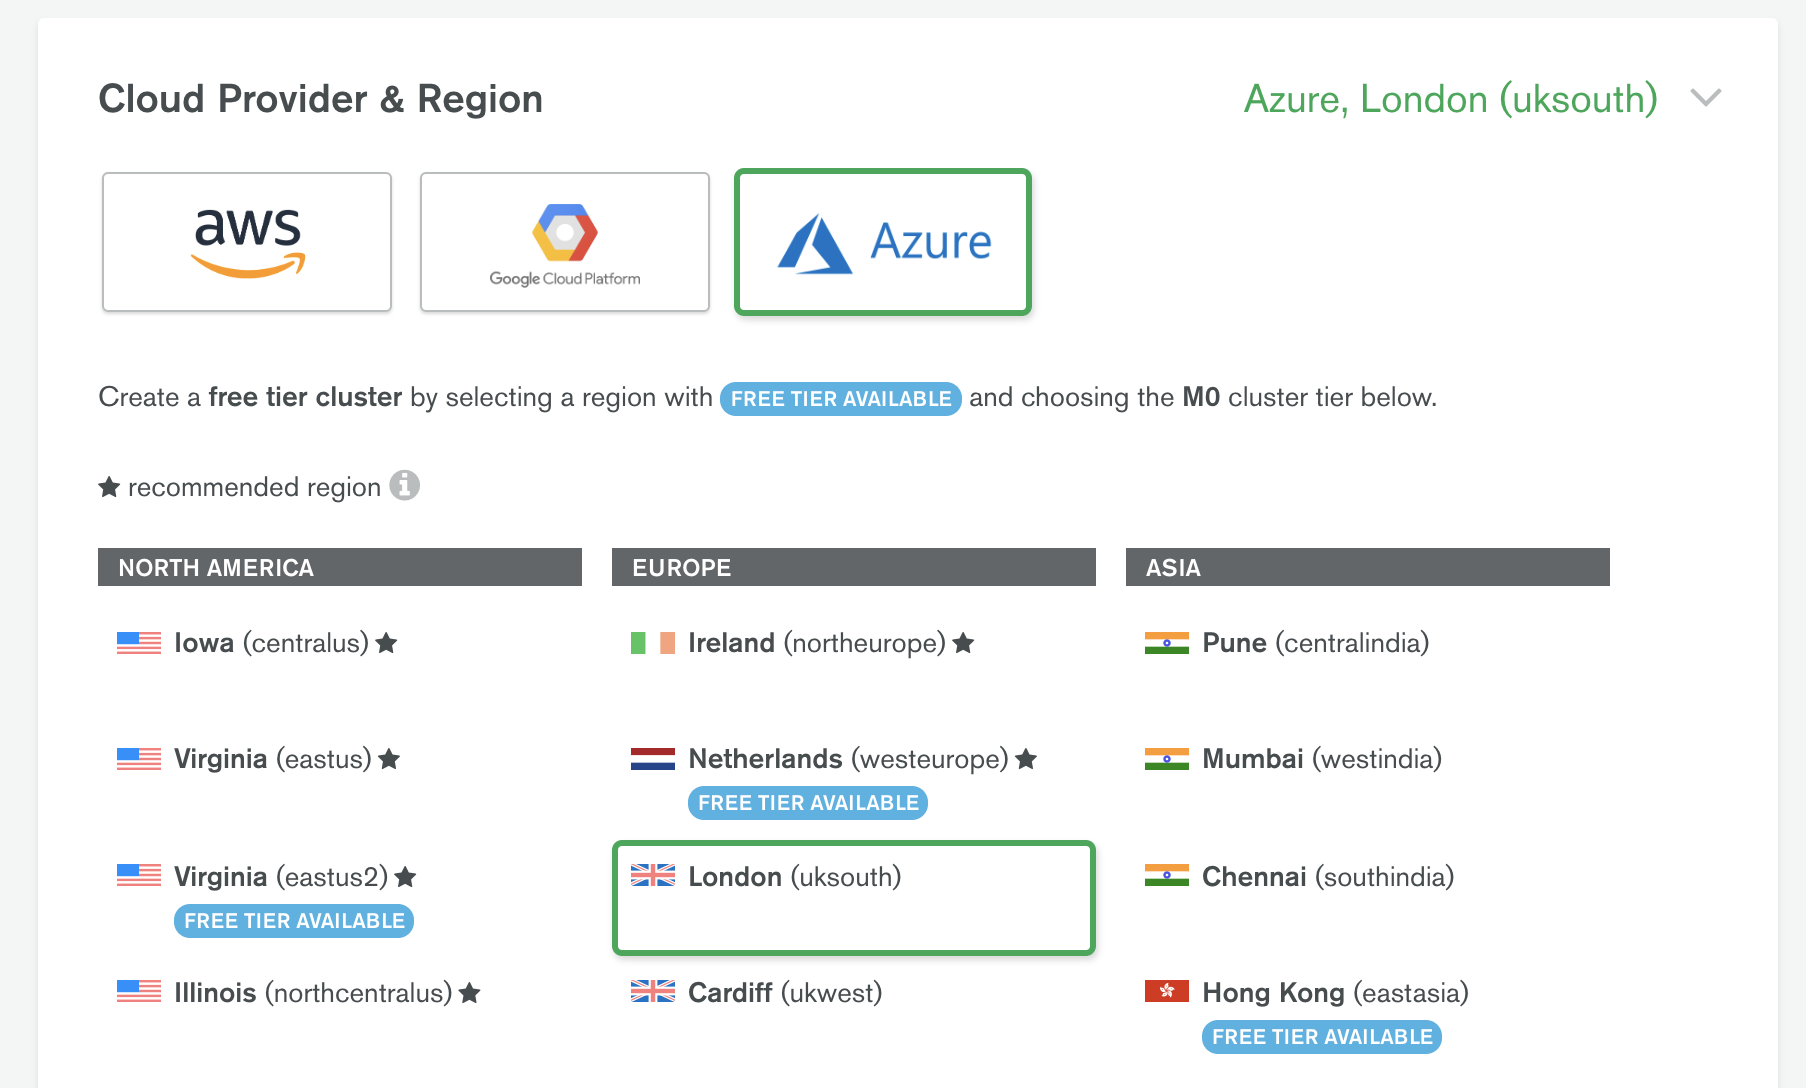 Cloud Provider & Region
Azure, London (uksouth)
aws
Google Cloud Platform
Azure
Create a free tier cluster by selecting a region with FREE TIER AVAILABLE and choosing the M0 cluster tier below.
★ recommended region i
NORTH AMERICA
Iowa (centralus) ★
Virginia (eastus) ★
Virginia (eastus2) ★
FREE TIER AVAILABLE
Illinois (northcentralus) ★
EUROPE
Ireland (northeurope) ★
Netherlands (westeurope) ★
FREE TIER AVAILABLE
London (uksouth)
Cardiff (ukwest)
ASIA
Pune (centralindia)
Mumbai (westindia)
Chennai (southindia)
Hong Kong (eastasia)
FREE TIER AVAILABLE